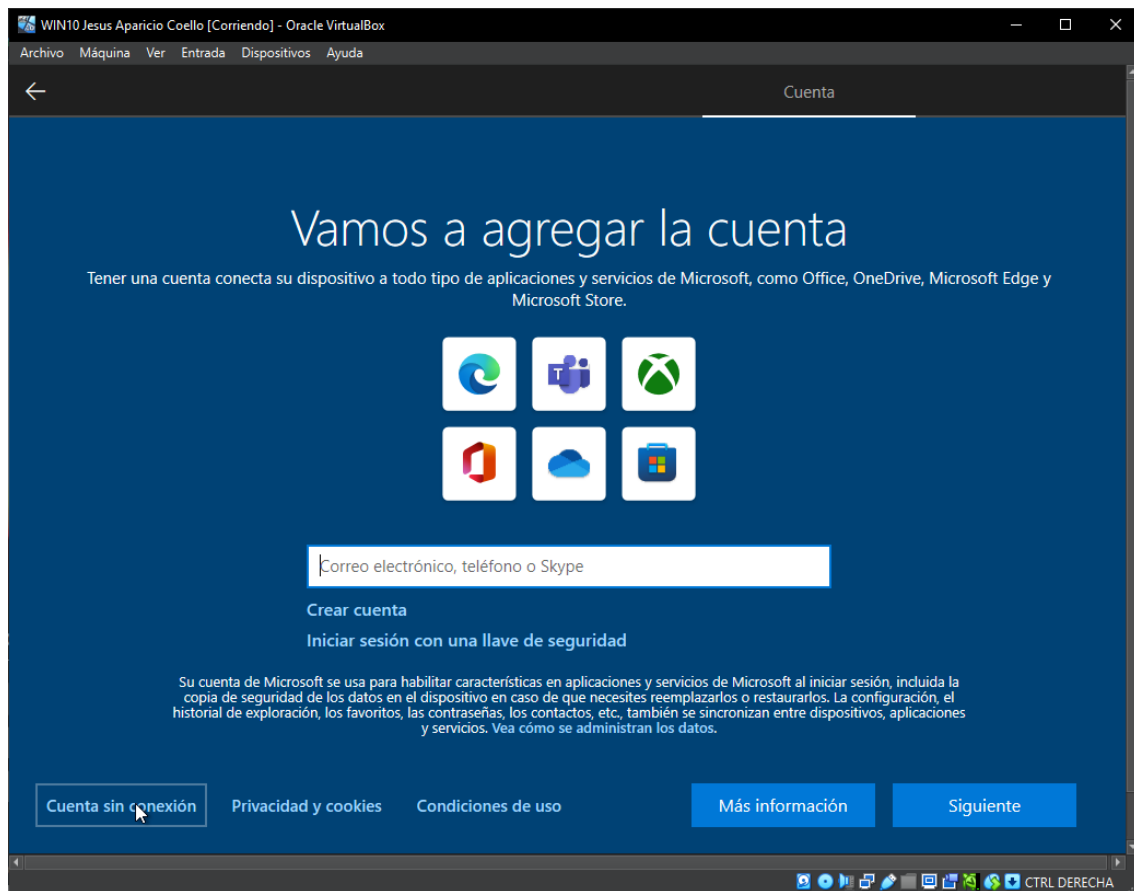 WIN10 Jesus Aparicio Coello [Corriendo] - Oracle VirtualBox
Archivo Máquina Ver Entrada Dispositivos Ayuda
Cuenta
Vamos a agregar la cuenta
Tener una cuenta conecta su dispositivo a todo tipo de aplicaciones y servicios de Microsoft, como Office, OneDrive, Microsoft Edge y
Microsoft Store.
T
Correo electrónico, teléfono o Skype
Crear cuenta
Iniciar sesión con una llave de seguridad
Su cuenta de Microsoft se usa para habilitar características en aplicaciones y servicios de Microsoft al iniciar sesión, incluida la
copia de seguridad de los datos en el dispositivo en caso de que necesites reemplazarlos o restaurarlos. La configuración, el
historial de exploración, los favoritos, las contraseñas, los contactos, etc., también se sincronizan entre dispositivos, aplicaciones
y servicios. Vea cómo se administran los datos.
Cuenta sin conexión Privacidad y cookies Condiciones de uso Más información Siguiente
CTRL DERECHA